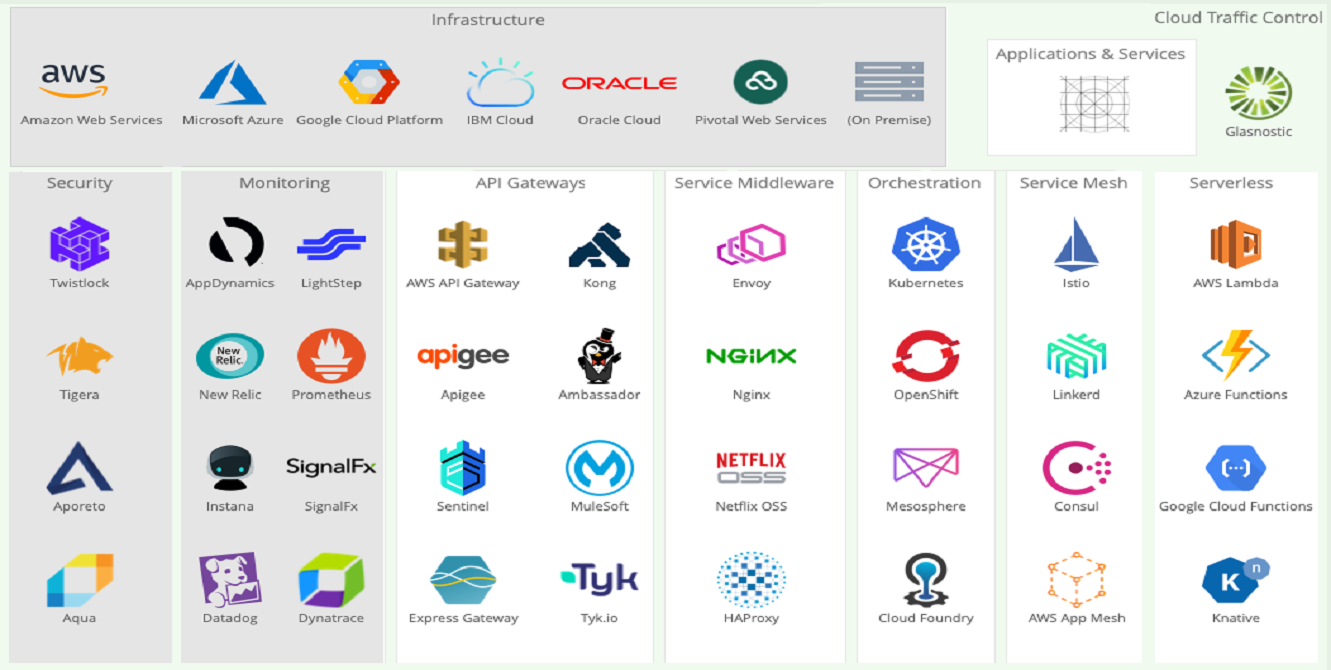 Infrastructure
Cloud Traffic Control
aws
ORACLE
Amazon Web Services Microsoft Azure Google Cloud Platform IBM Cloud Oracle Cloud Pivotal Web Services (On Premise)
Applications & Services
Glasnostic
Security Monitoring API Gateways Service Middleware Orchestration Service Mesh Serverless
Twistlock AppDynamics LightStep AWS API Gateway Kong Envoy Kubernetes Istio AWS Lambda
New
Relic.
apigee
NGiNX
Tigera New Relic Prometheus Apigee Ambassador Nginx OpenShift Linkerd Azure Functions
SignalFx
NETFLIX
OSS
Aporeto Instana SignalFx Sentinel MuleSoft Netflix OSS Mesosphere Consul Google Cloud Functions
Tyk
K n
Aqua Datadog Dynatrace Express Gateway Tyk.io HAProxy Cloud Foundry AWS App Mesh Knative